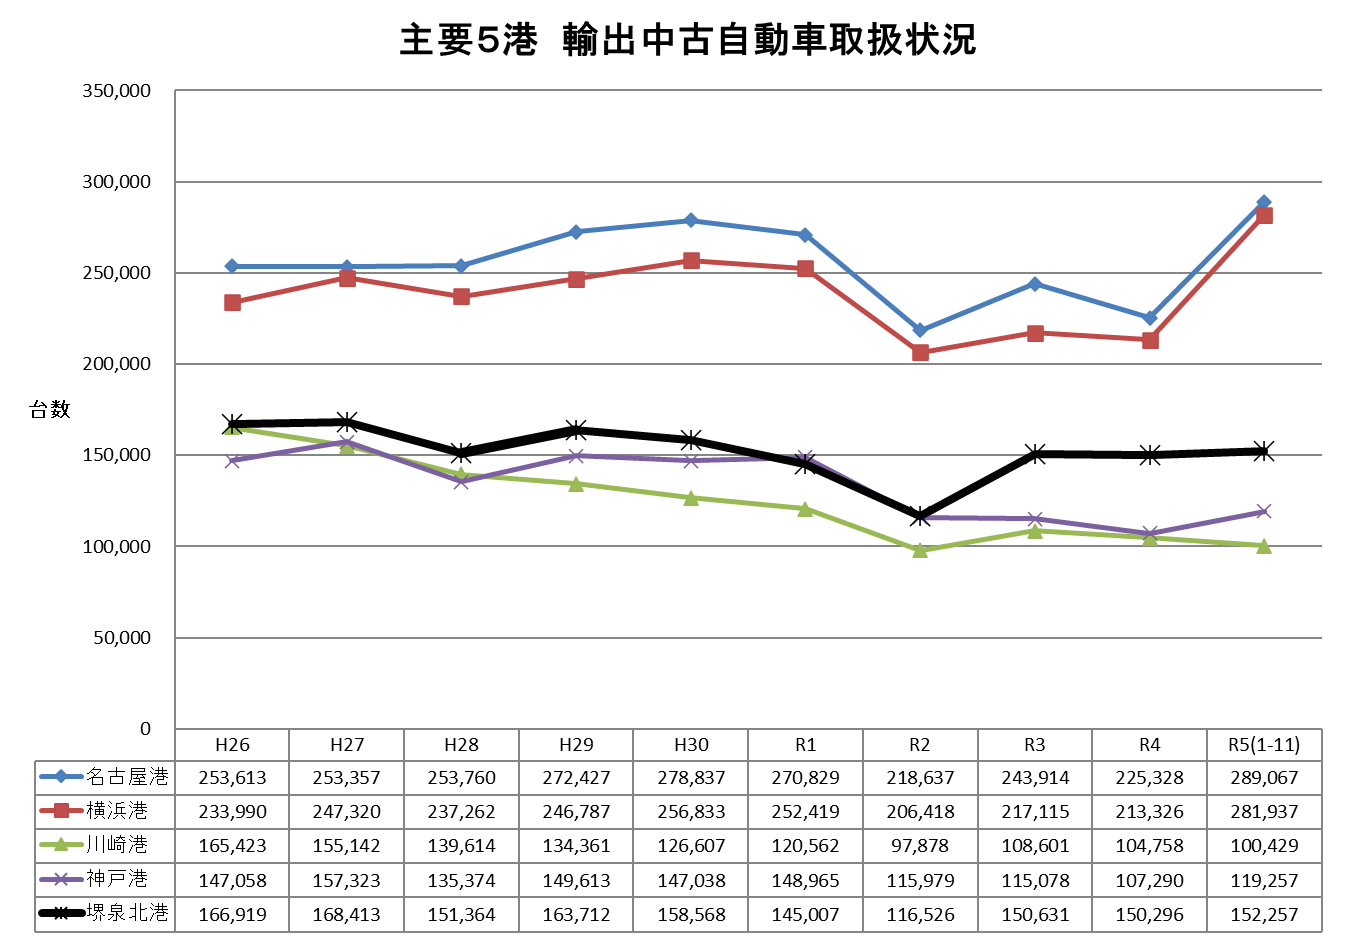 主要５港　輸出中古自動車取扱状況
350,000
300,000
250,000
200,000
台数
150,000
100,000
50,000
0
H26 H27 H28 H29 H30 R1 R2 R3 R4 R5(1-11)
名古屋港 253,613 253,357 253,760 272,427 278,837 270,829 218,637 243,914 225,328 289,067
横浜港 233,990 247,320 237,262 246,787 256,833 252,419 206,418 217,115 213,326 281,937
川崎港 165,423 155,142 139,614 134,361 126,607 120,562 97,878 108,601 104,758 100,429
神戸港 147,058 157,323 135,374 149,613 147,038 148,965 115,979 115,078 107,290 119,257
堺泉北港 166,919 168,413 151,364 163,712 158,568 145,007 116,526 150,631 150,296 152,257